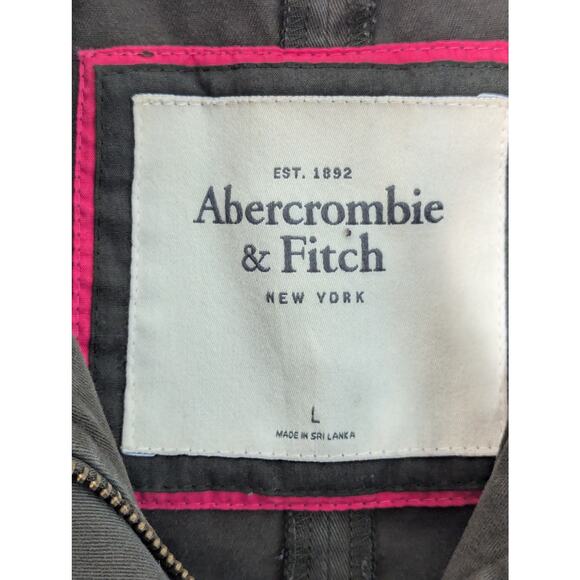 EST. 1892
Abercrombie
& Fitch
NEW YORK
L
MADE IN SRI LANKA